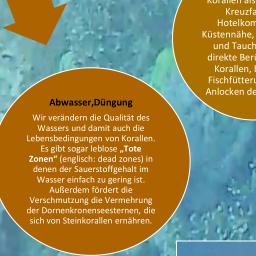 Korallen als
Kreuzfa
Hotelkom
Küstennähe,
und Tauch
direkte Berü
Korallen,
Fischfütteru
Anlocken de
Abwasser,Düngung
Wir verändern die Qualität des
Wassers und damit auch die
Lebensbedingungen von Korallen.
Es gibt sogar leblose „Tote
Zonen“ (englisch: dead zones) in
denen der Sauerstoffgehalt im
Wasser einfach zu gering ist.
Außerdem fördert die
Verschmutzung die Vermehrung
der Dornenkronenseesternen, die
sich von Steinkorallen ernähren.